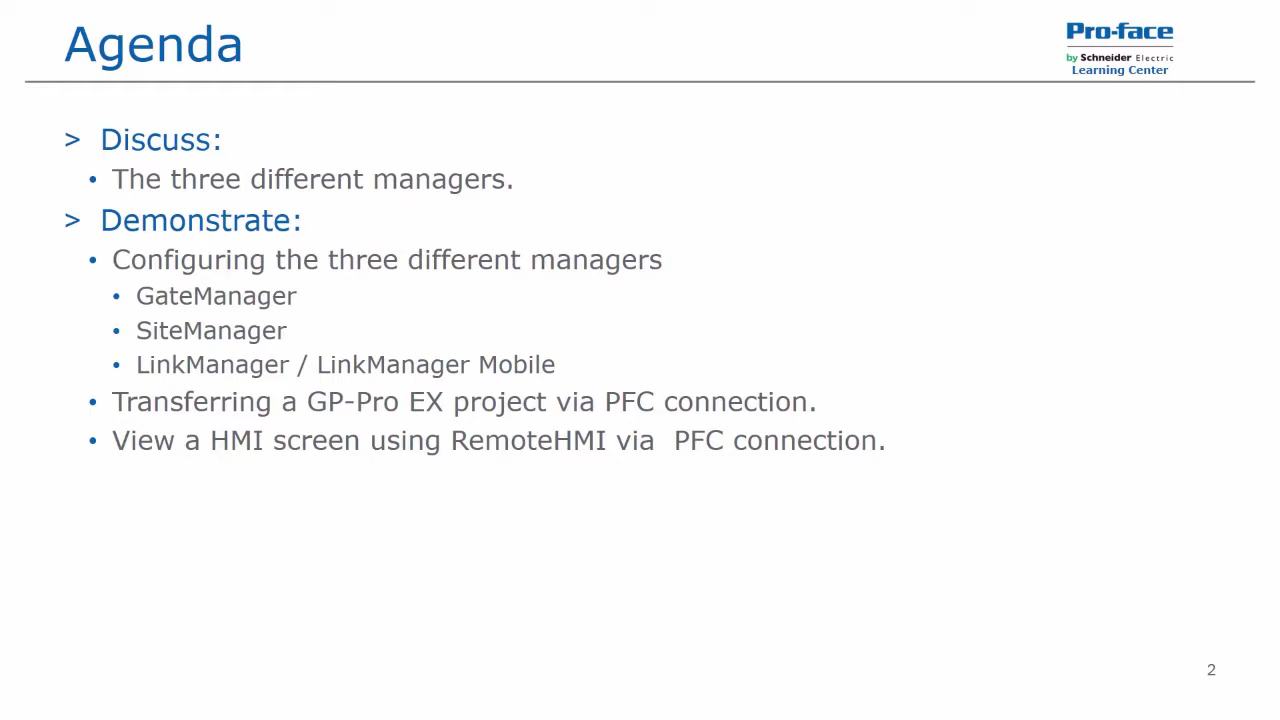 Agenda
Pro-face
by Schneider Electric
Learning Center
> Discuss:
• The three different managers.
> Demonstrate:
• Configuring the three different managers
• GateManager
• SiteManager
• LinkManager / LinkManager Mobile
• Transferring a GP-Pro EX project via PFC connection.
• View a HMI screen using RemoteHMI via  PFC connection.
2